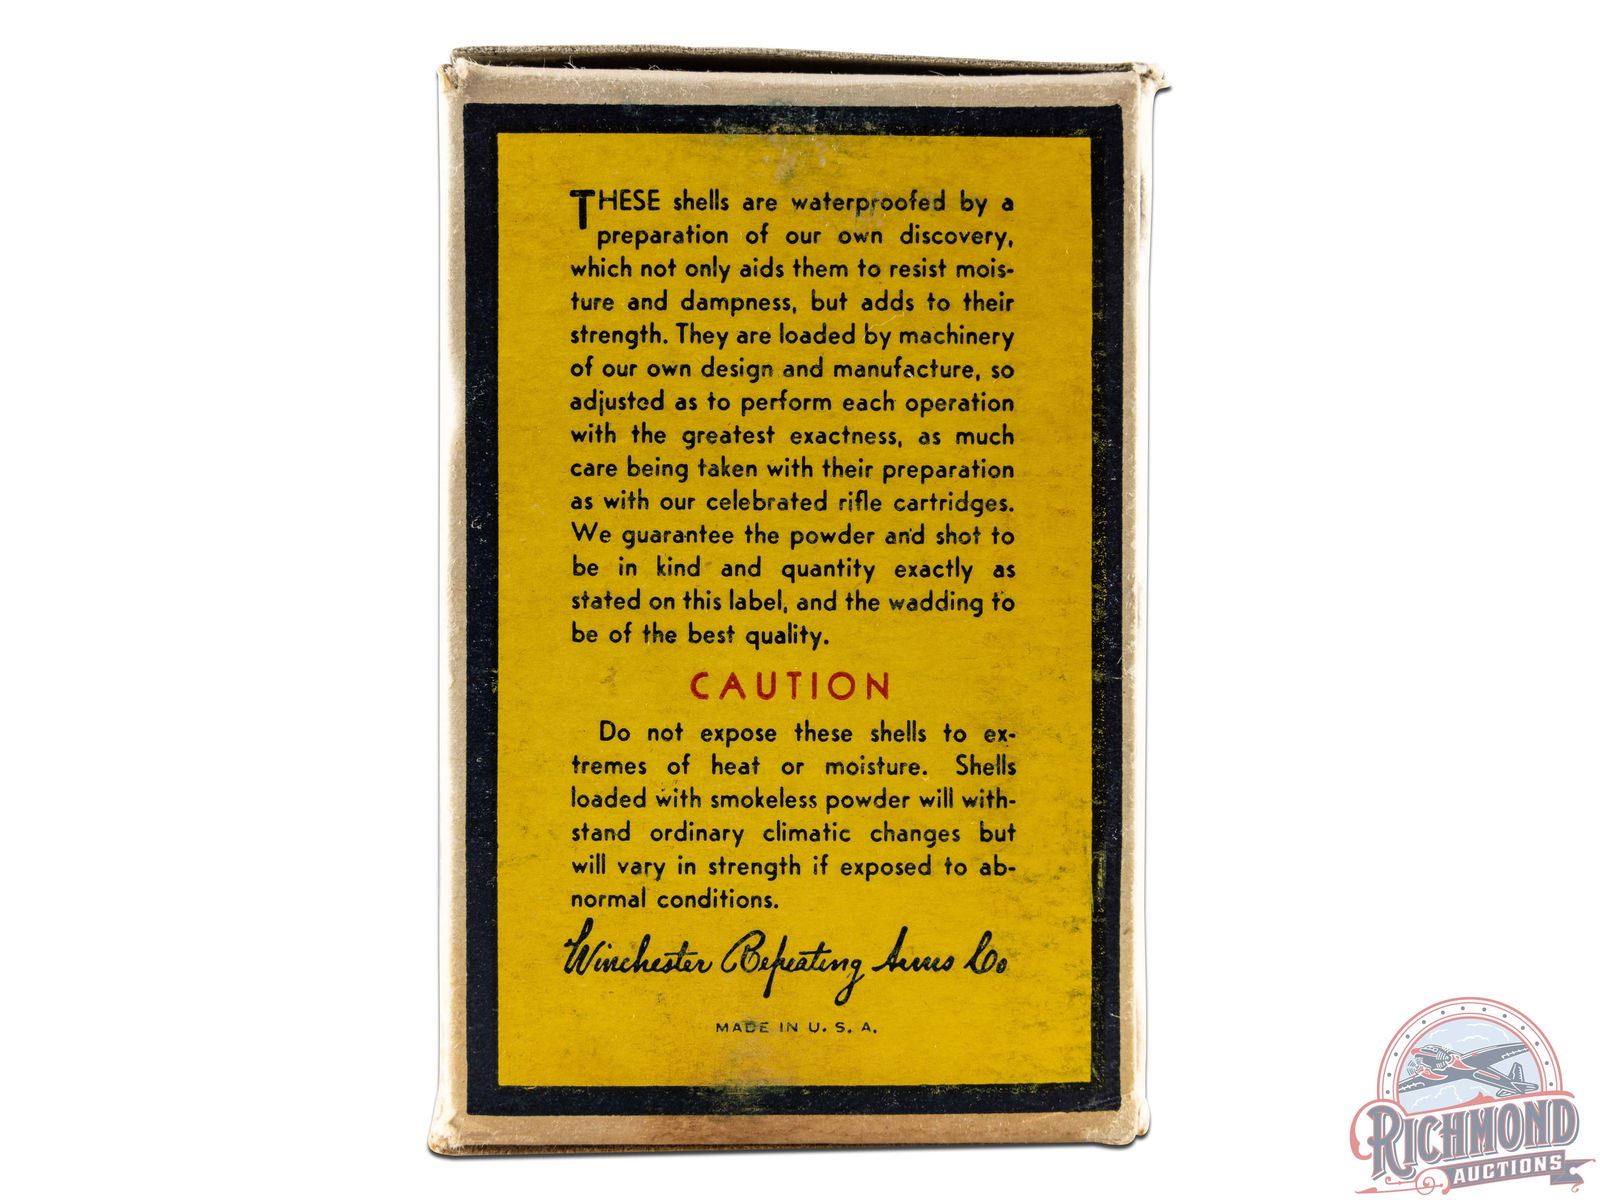 THESE shells are waterproofed by a
preparation of our own discovery,
which not only aids them to resist mois-
ture and dampness, but adds to their
strength. They are loaded by machinery
of our own design and manufacture, so
adjusted as to perform each operation
with the greatest exactness, as much
care being taken with their preparation
as with our celebrated rifle cartridges.
We guarantee the powder and shot to
be in kind and quantity exactly as
stated on this label, and the wadding to
be of the best quality.
CAUTION
Do not expose these shells to ex-
tremes of heat or moisture. Shells
loaded with smokeless powder will with-
stand ordinary climatic changes but
will vary in strength if exposed to ab-
normal conditions.
Winchester Repeating Arms Co
MADE IN U. S. A.
RICHMOND
AUCTIONS